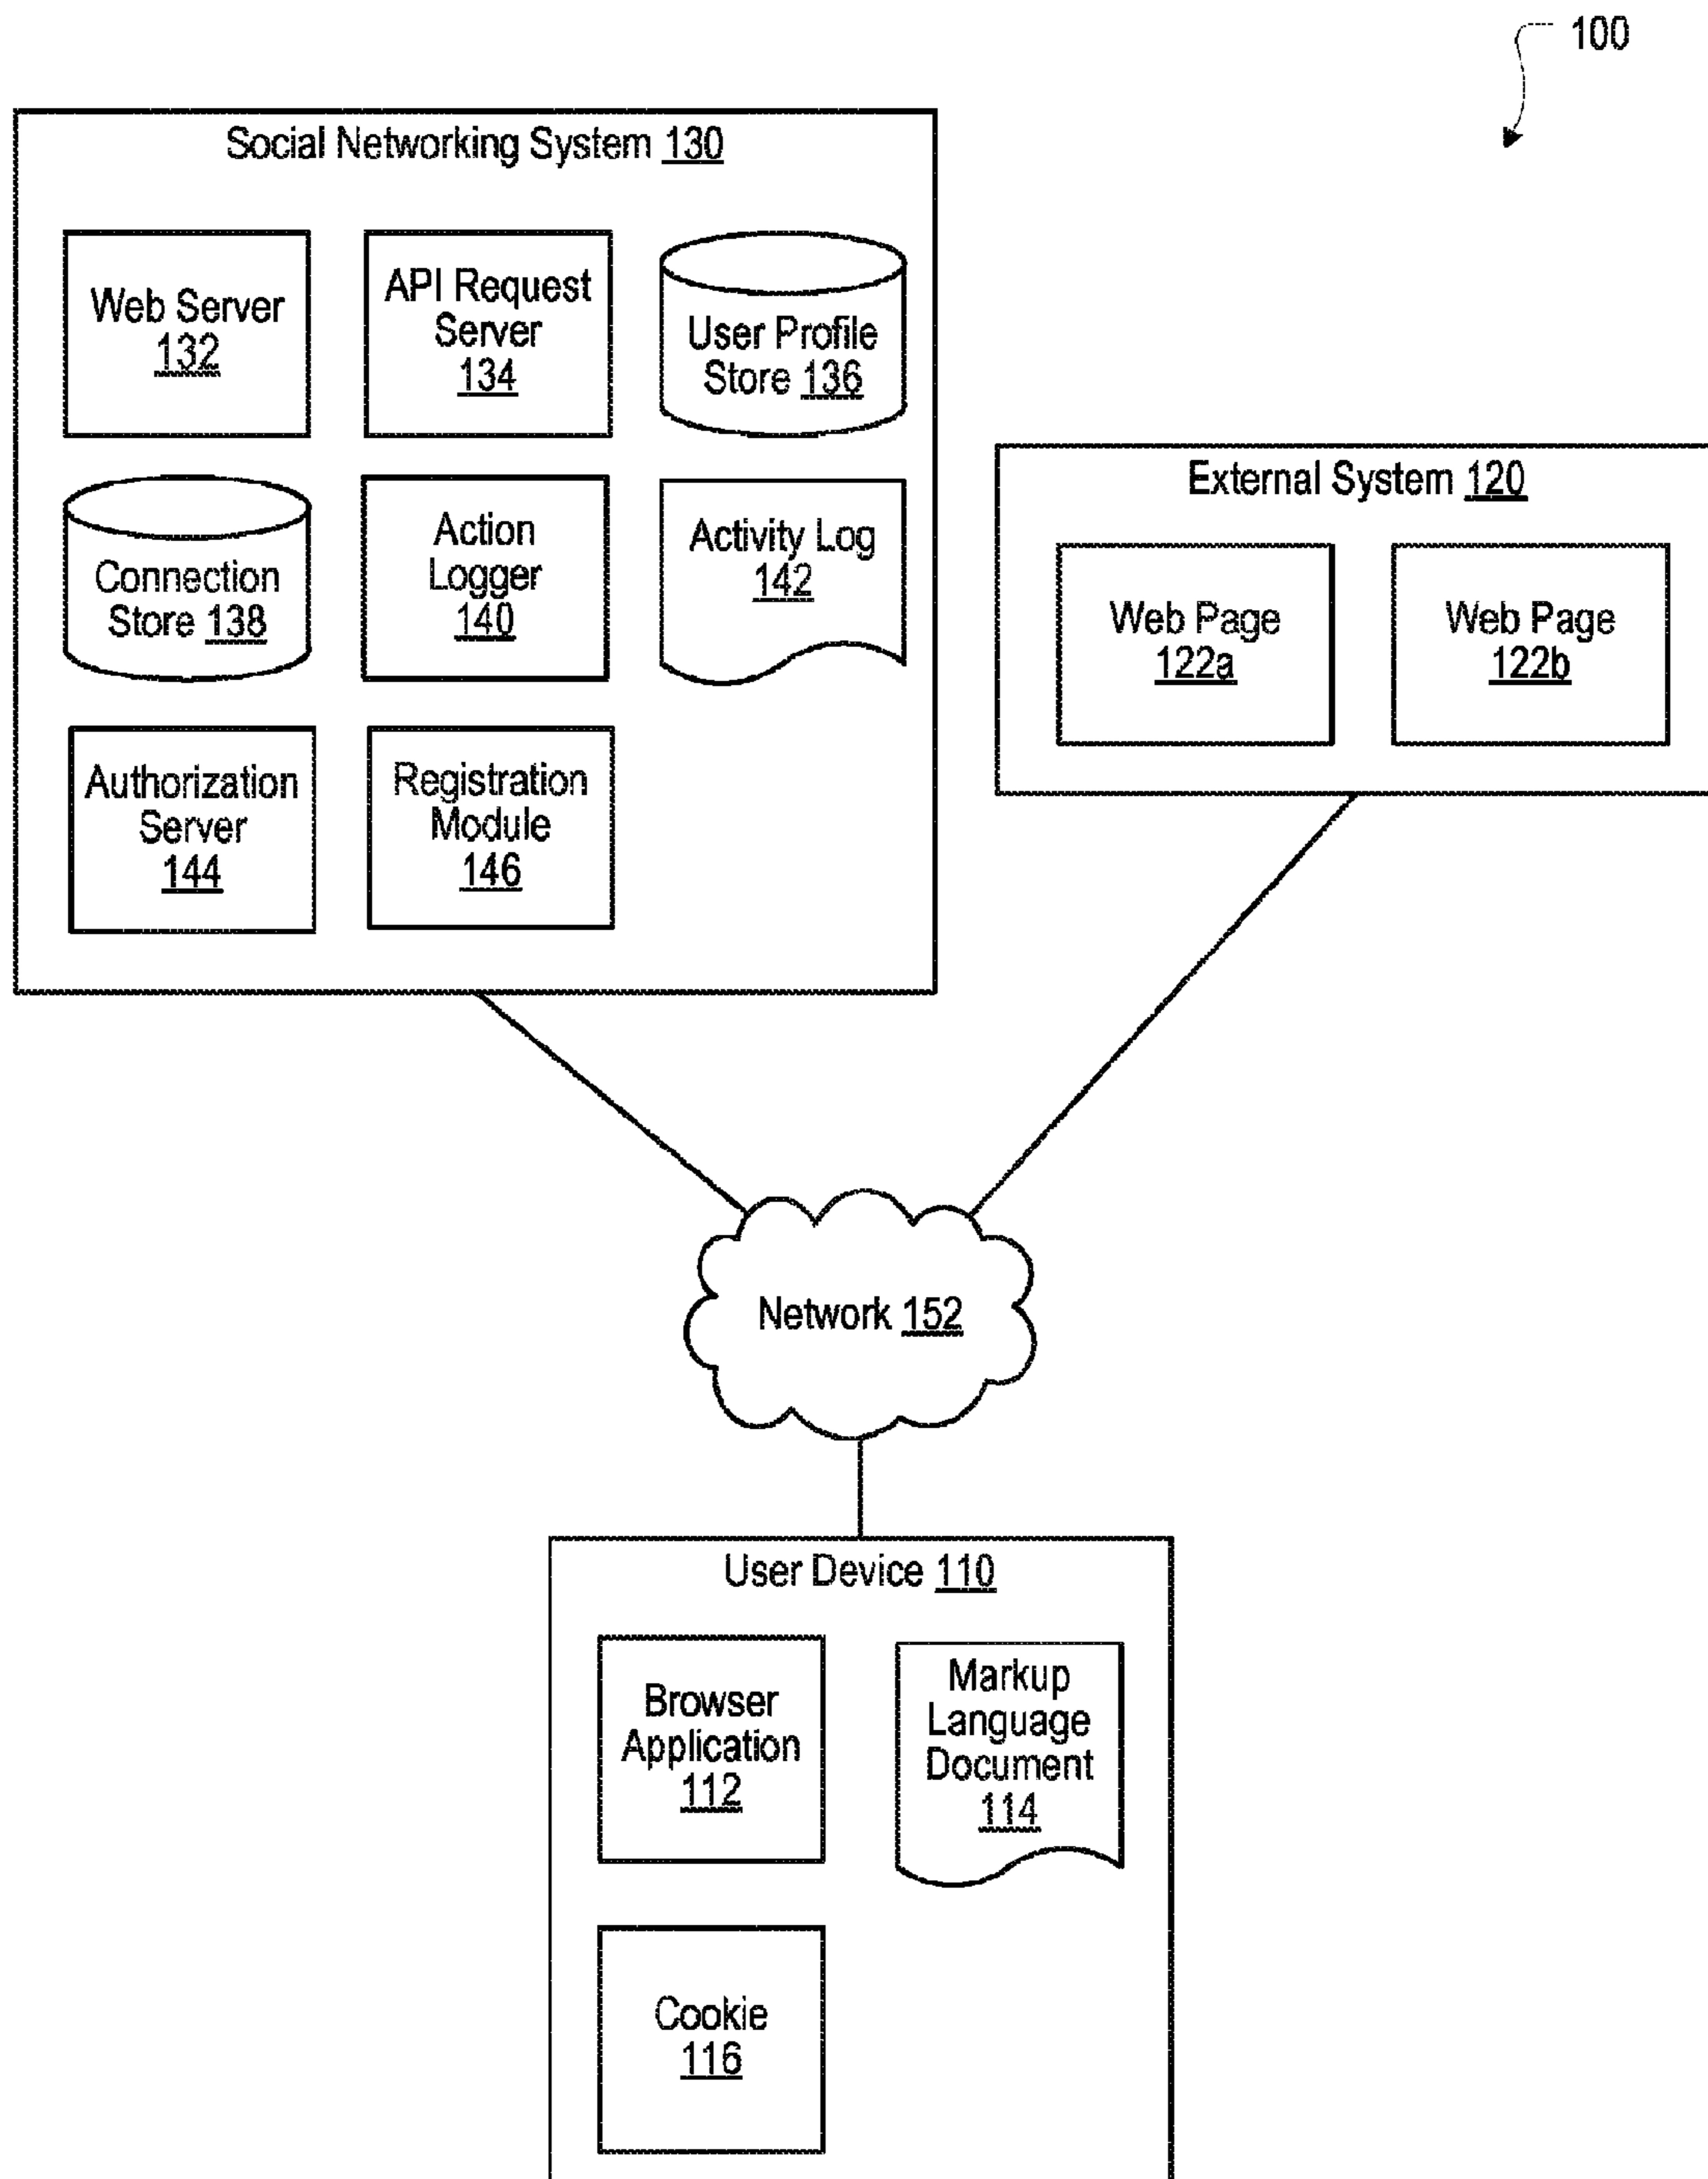 100
Social Networking System 130
Web Server
132
API Request
Server
134
User Profile
Store 136
Connection
Store 138
Action
Logger
140
Activity Log
142
Authorization
Server
144
Registration
Module
146
External System 120
Web Page
122a
Web Page
122b
Network 152
User Device 110
Browser
Application
112
Markup
Language
Document
114
Cookie
116